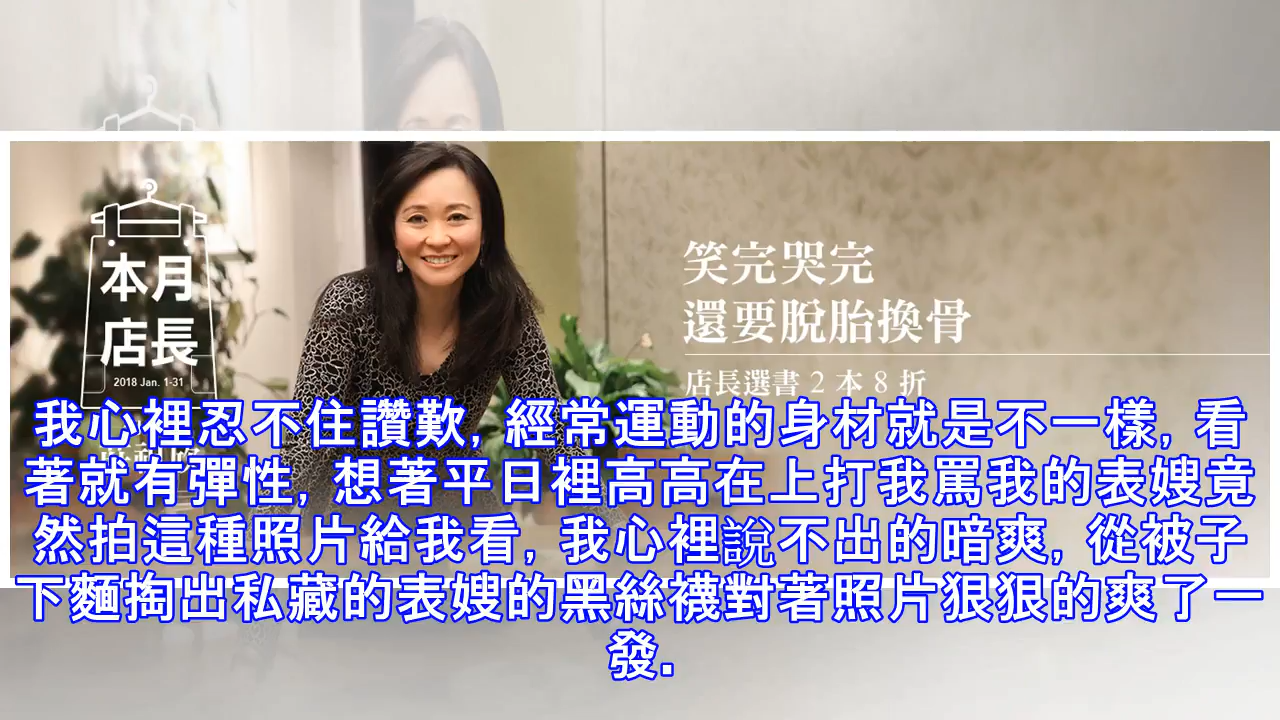 本月
店長
2018 Jan. 1-31
笑完哭完
還要脫胎換骨
店長選書 2 本 8 折
我心裡忍不住讚歎, 經常運動的身材就是不一樣, 看
著就有彈性, 想著平日裡高高在上打我罵我的表嫂竟
然拍這種照片給我看, 我心裡說不出的暗爽, 從被子
下麵掏出私藏的表嫂的黑絲襪對著照片狠狠的爽了一
發.